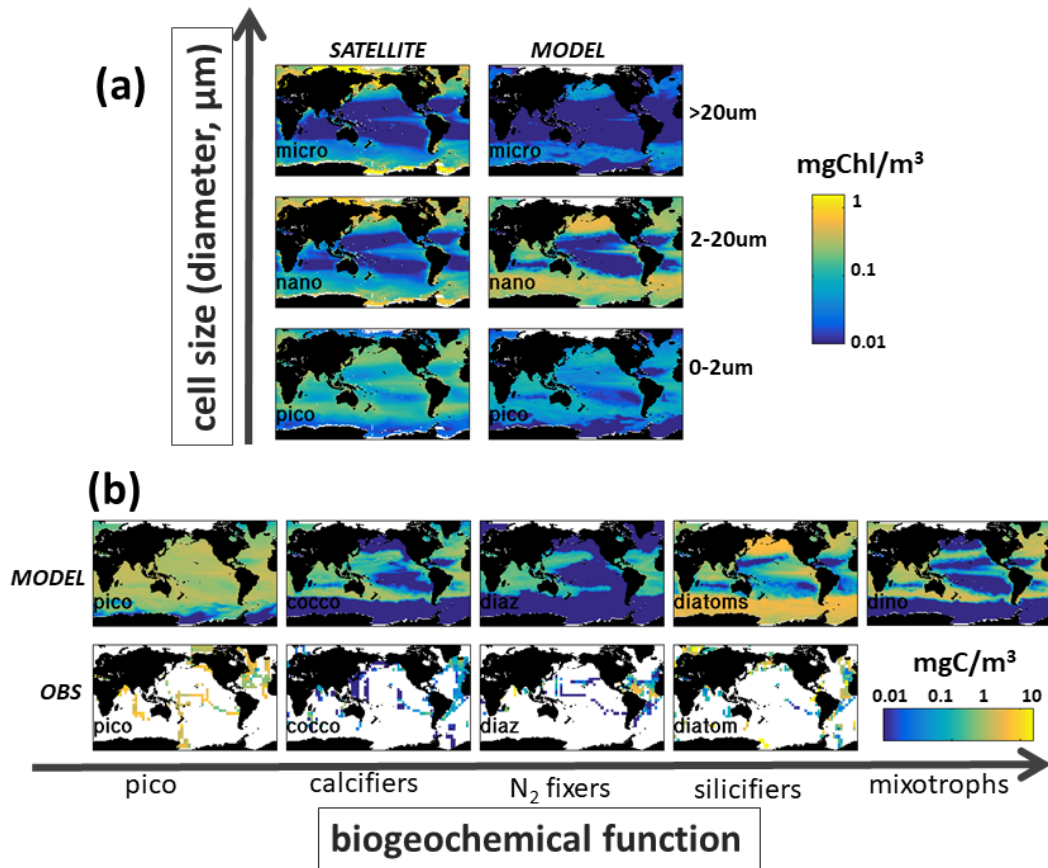 (a)
cell size (diameter, μm)
SATELLITE MODEL
micro micro >20um
nano nano 2-20um
pico pico 0-2um
mgChl/m³
1
0.1
0.01
(b)
MODEL
pico cocco diaz diatoms dino
OBS
pico cocco diaz diatom
mgC/m³
0.01 0.1 1 10
pico calcifiers N₂ fixers silicifiers mixotrophs
biogeochemical function